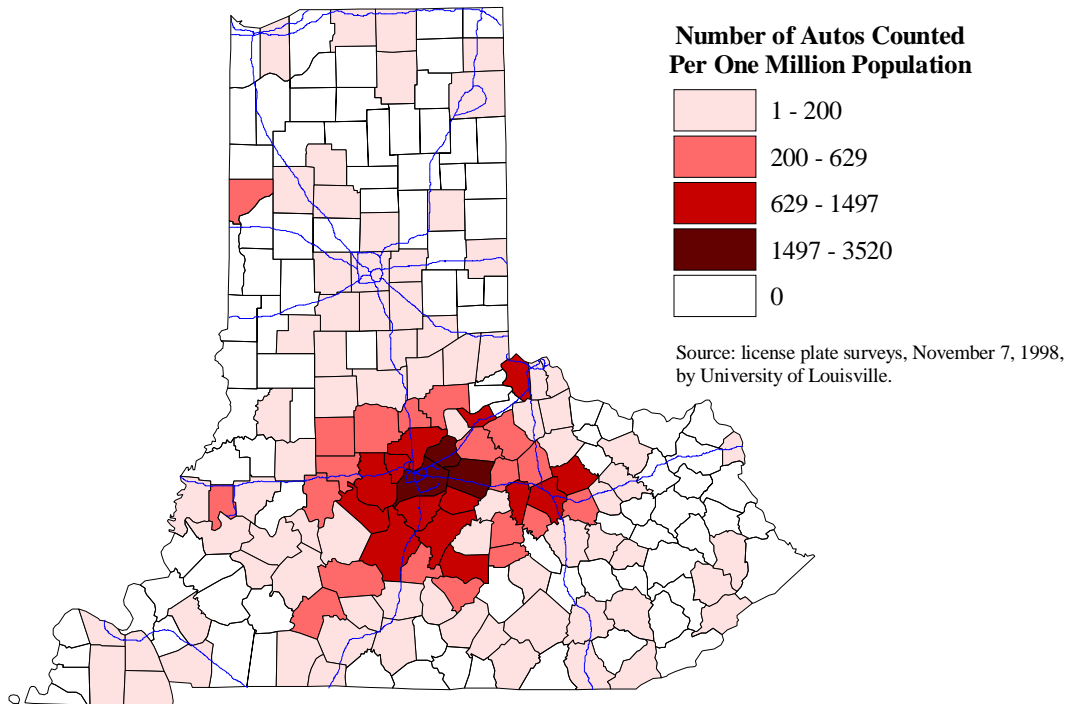 Number of Autos Counted
Per One Million Population
1 - 200
200 - 629
629 - 1497
1497 - 3520
0
Source: license plate surveys, November 7, 1998,
by University of Louisville.